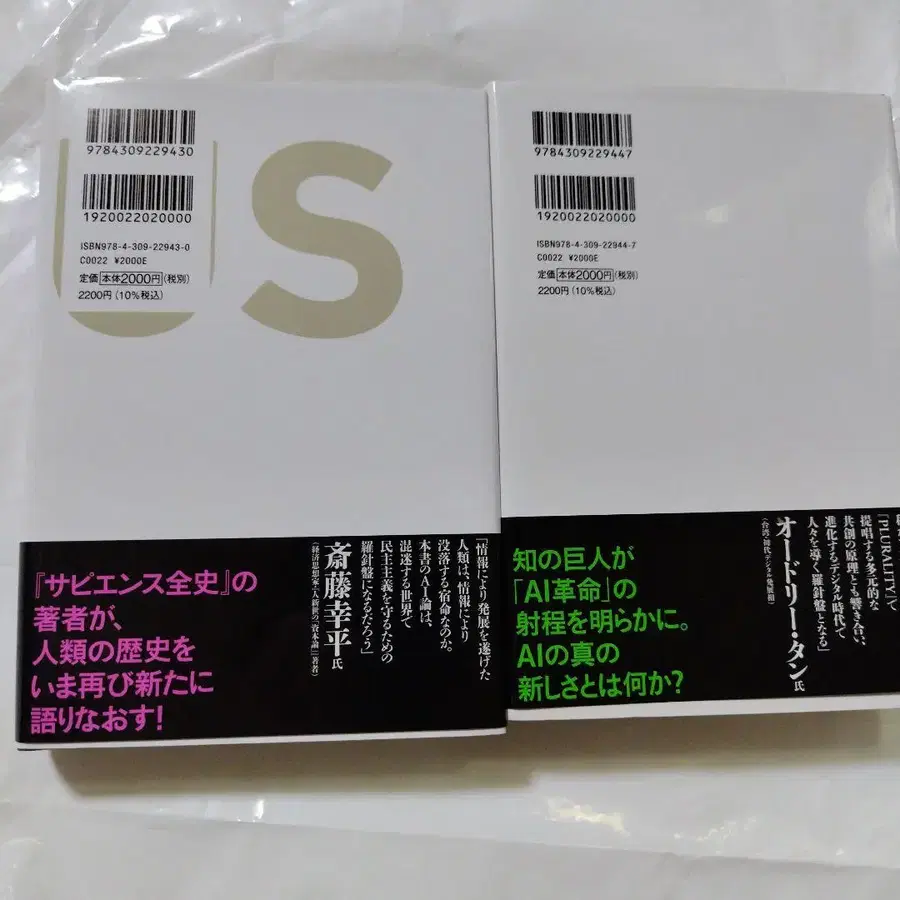 9784309229430
1920022020000
US
ISBN978-4-309-22943-0
C0022 ¥2000E
定価 本体2000円(税別)
2200円(10%税込)
『サピエンス全史』の
著者が、
人類の歴史を
いま再び新たに
語りなおす!
「情報により発展を遂げた
人類は、情報により
没落する宿命なのか。
本書のAI論は、
混迷する世界で
民主主義を守るための
羅針盤になるだろう」
斎藤幸平氏
(経済思想家・『人新世の「資本論」』著者)
9784309229447
1920022020000
ISBN978-4-309-22944-7
C0022 ¥2000E
定価 本体2000円(税別)
2200円(10%税込)
知の巨人が
「AI革命」の
射程を明らかに。
AIの真の
新しさとは何か?
「PLURALITY」で
提唱する多元的な
共創の原理とも響き合い、
進化するデジタル時代で
人々を導く羅針盤となる」
オードリー・タン氏
(台湾・初代デジタル発展相)